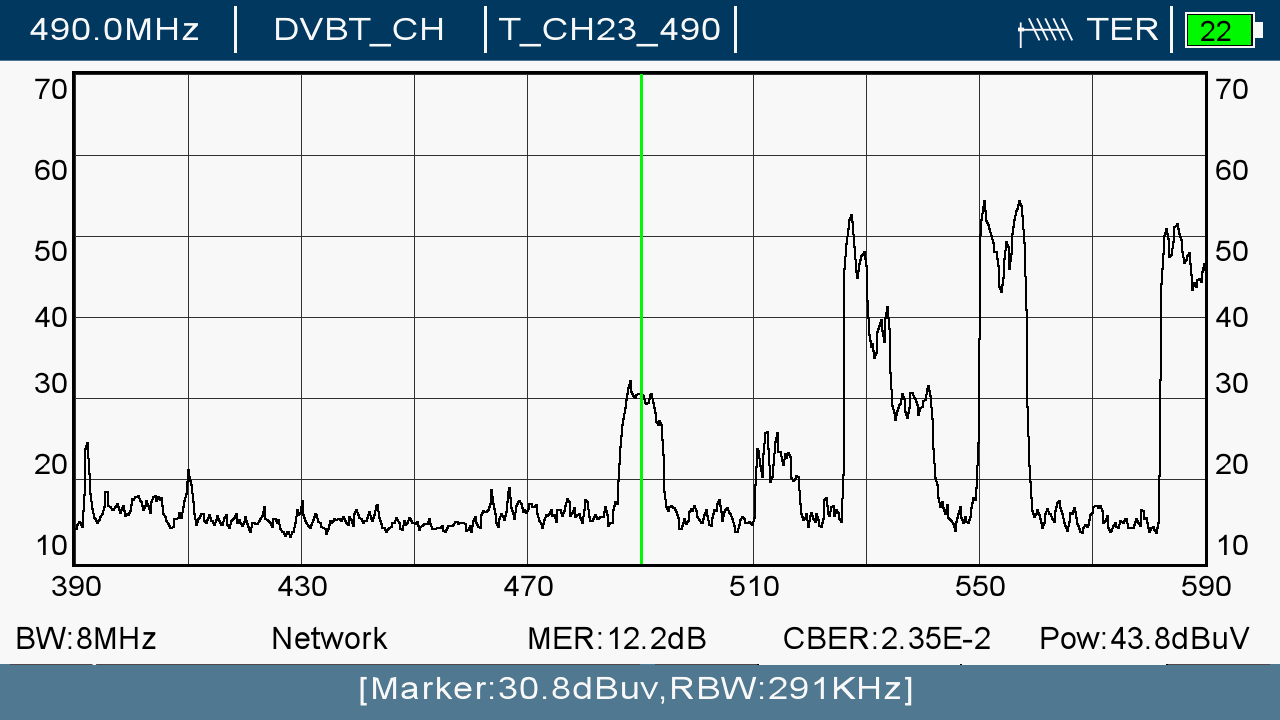 490.0MHz DVBT_CH T_CH23_490 TER 22
70 70
60 60
50 50
40 40
30 30
20 20
10 10
390 430 470 510 550 590
BW:8MHz Network MER:12.2dB CBER:2.35E-2 Pow:43.8dBuV
[Marker:30.8dBuv,RBW:291KHz]